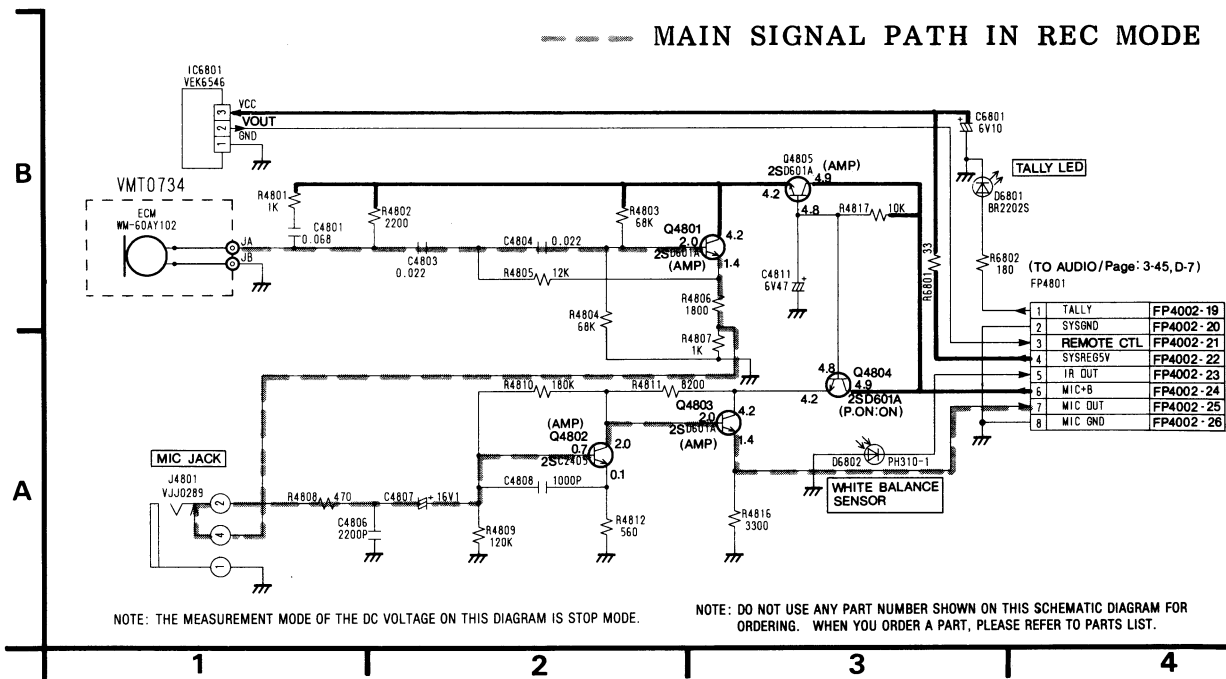 MAIN SIGNAL PATH IN REC MODE
IC6801
VEK6546
3 VCC
2 VOUT
1 GND
C6801
6V10
TALLY LED
D6801
BR2202S
R6802
180
B
VMT0734
ECM
WM-60AY102
JA
JB
R4801
1K
C4801
0.068
R4802
2200
C4803
0.022
C4804 0.022
R4805 12K
R4803
68K
R4804
68K
Q4801
2.0
2SD601A
(AMP)
4.2
1.4
R4806
1800
R4807
1K
Q4805
2SD601A
(AMP)
4.2
4.9
4.8
R4817 10K
C4811
6V47
R6801 33
(TO AUDIO/Page: 3-45, D-7)
FP4801
1 TALLY FP4002-19
2 SYSGND FP4002-20
3 REMOTE CTL FP4002-21
4 SYSREG5V FP4002-22
5 IR OUT FP4002-23
6 MIC+B FP4002-24
7 MIC OUT FP4002-25
8 MIC GND FP4002-26
4.8
Q4804
4.9
4.2
2SD601A
(P.ON:ON)
R4810 180K
R4811 8200
Q4803
2.0
4.2
2SD601A
1.4
(AMP)
(AMP)
Q4802
0.7
2.0
2SC2405
0.1
D6802 PH310-1
WHITE BALANCE
SENSOR
A
MIC JACK
J4801
VJJ0289
2
4
1
R4808 470
C4806
2200P
C4807 + 16V1
C4808 1000P
R4809
120K
R4812
560
R4816
3300
NOTE: THE MEASUREMENT MODE OF THE DC VOLTAGE ON THIS DIAGRAM IS STOP MODE.
NOTE: DO NOT USE ANY PART NUMBER SHOWN ON THIS SCHEMATIC DIAGRAM FOR
ORDERING. WHEN YOU ORDER A PART, PLEASE REFER TO PARTS LIST.
1 2 3 4